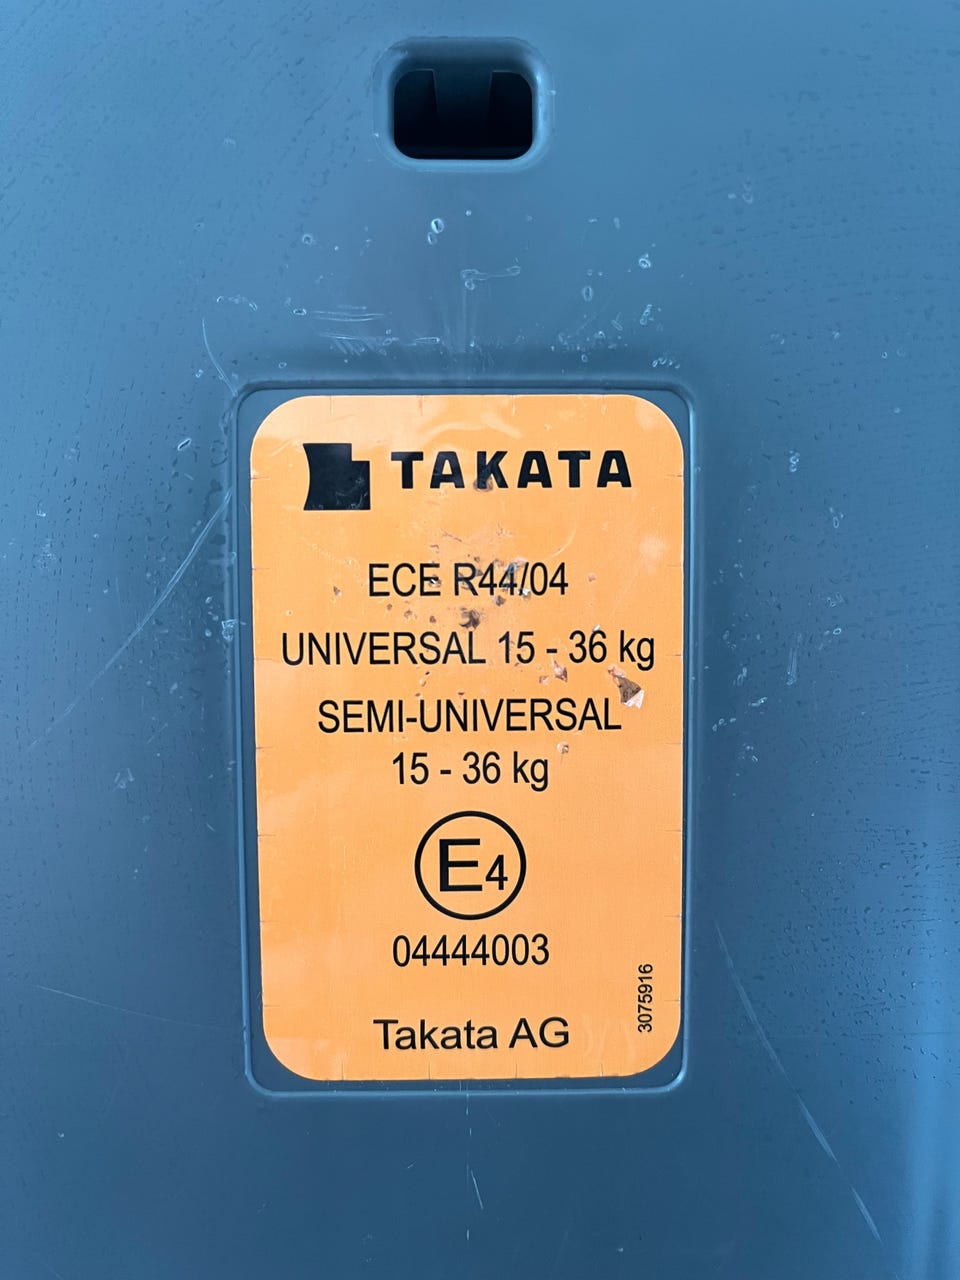 TAKATA
ECE R44/04
UNIVERSAL 15 - 36 kg
SEMI-UNIVERSAL
15 - 36 kg
E4
04444003
3075916
Takata AG